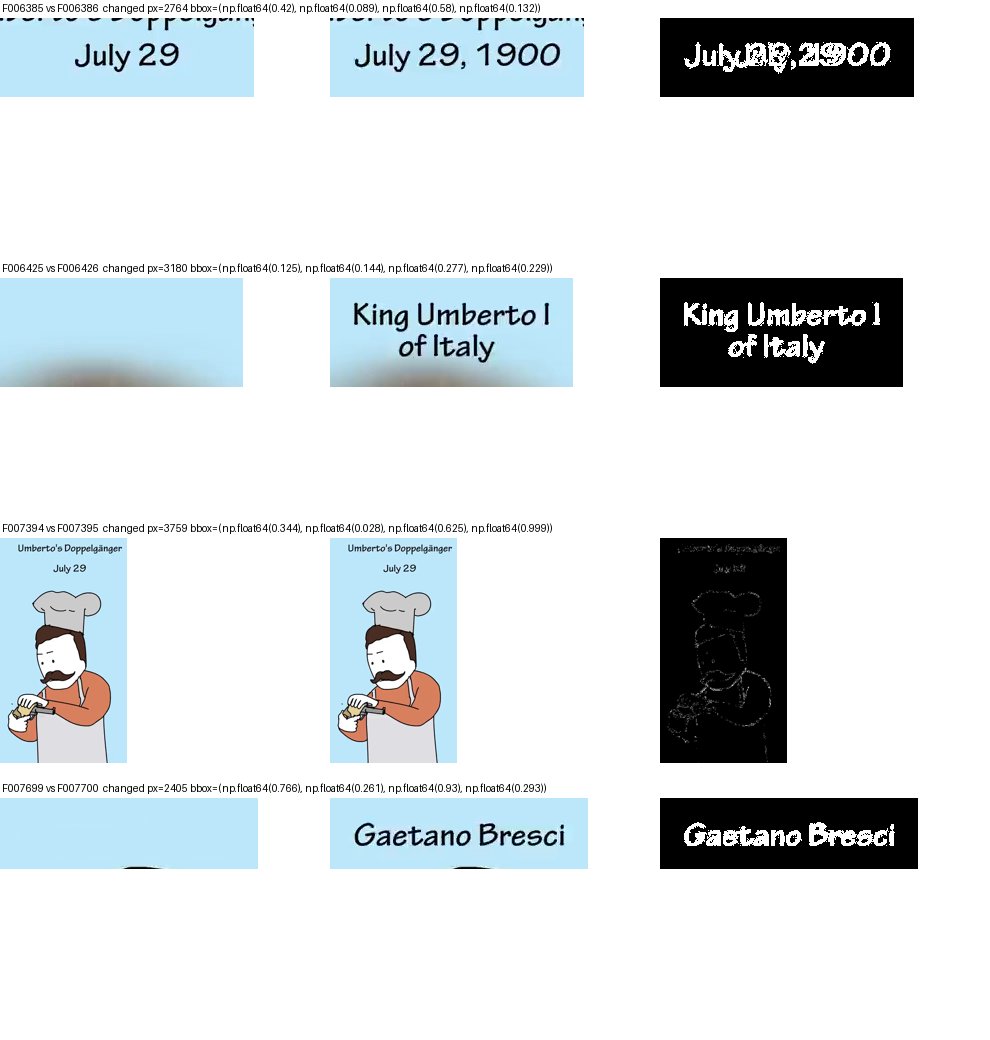 F006385 vs F006386 changed px=2764 bbox=(np.float64(0.42), np.float64(0.089), np.float64(0.58), np.float64(0.132))
July 29
July 29, 1900
F006425 vs F006426 changed px=3180 bbox=(np.float64(0.125), np.float64(0.144), np.float64(0.277), np.float64(0.229))
King Umberto I
of Italy
King Umberto I
of Italy
F007394 vs F007395 changed px=3759 bbox=(np.float64(0.344), np.float64(0.028), np.float64(0.625), np.float64(0.999))
Umberto's Doppelgänger
July 29
Umberto's Doppelgänger
July 29
F007699 vs F007700 changed px=2405 bbox=(np.float64(0.766), np.float64(0.261), np.float64(0.93), np.float64(0.293))
Gaetano Bresci
Gaetano Bresci